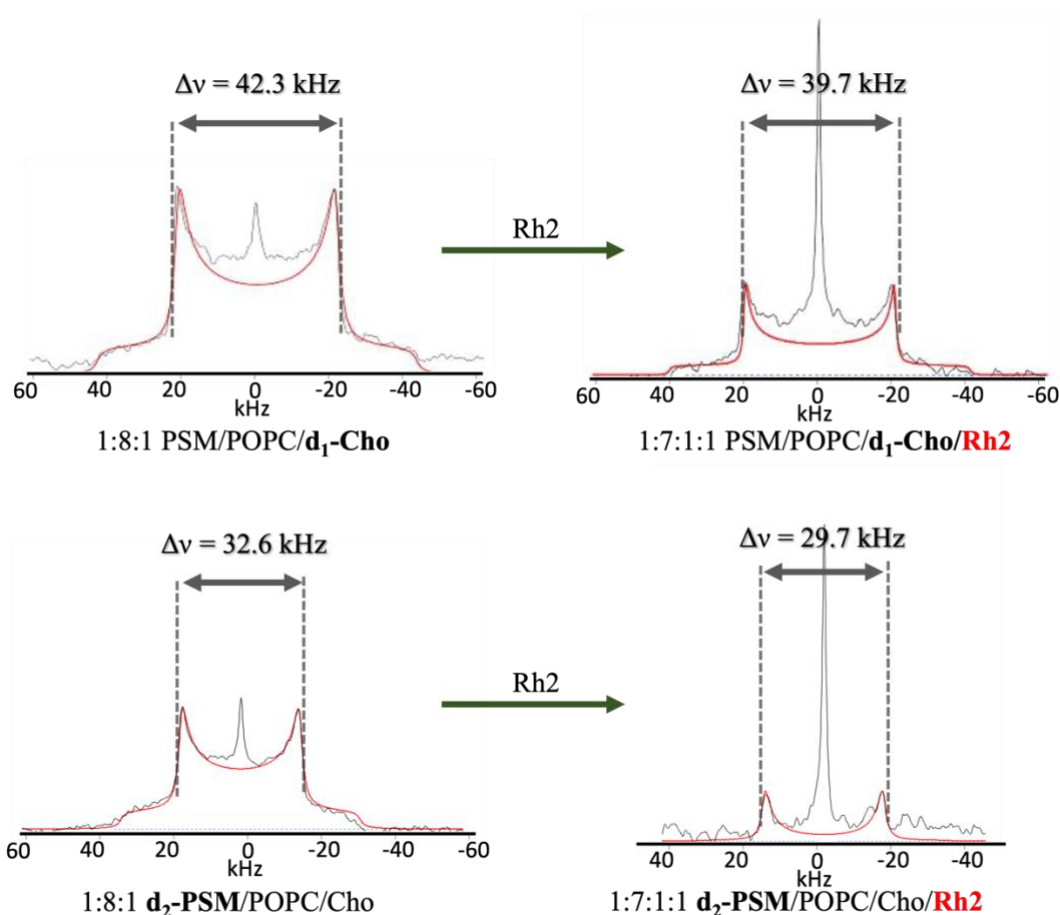 Δν = 42.3 kHz
Δν = 39.7 kHz
Rh2
60 40 20 0 -20 -40 -60
kHz
60 40 20 0 -20 -40 -60
kHz
1:8:1 PSM/POPC/d₁-Cho
1:7:1:1 PSM/POPC/d₁-Cho/Rh2
Δν = 32.6 kHz
Δν = 29.7 kHz
Rh2
60 40 20 0 -20 -40 -60
kHz
40 20 0 -20 -40
kHz
1:8:1 d₂-PSM/POPC/Cho
1:7:1:1 d₂-PSM/POPC/Cho/Rh2